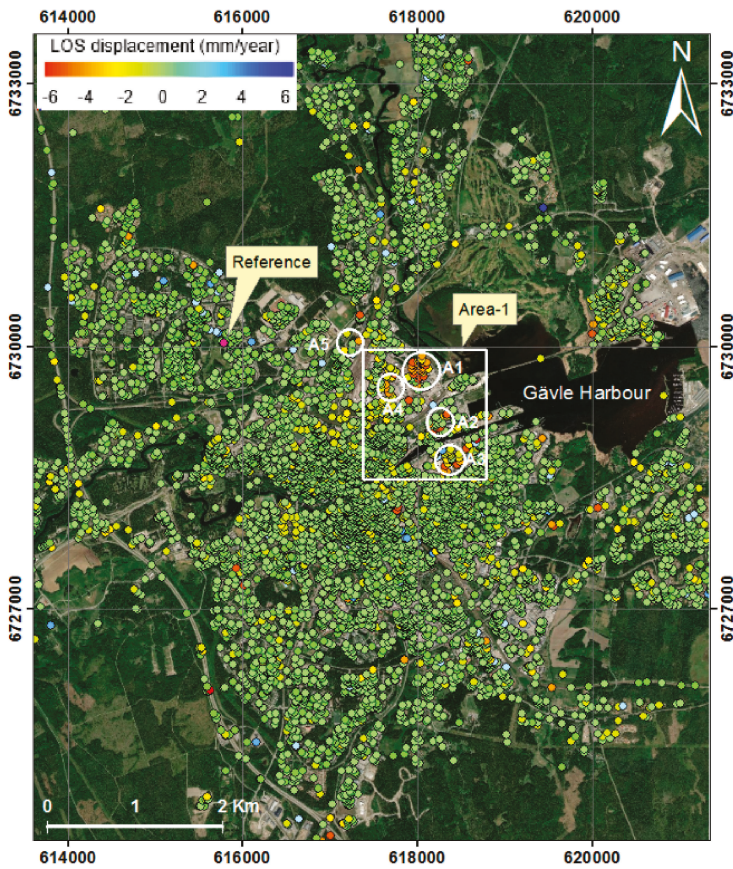 614000 616000 618000 620000
LOS displacement (mm/year)
-6 -4 -2 0 2 4 6
N
6733000 6733000
Reference
Area-1
A5
A1
6730000 6730000
A4
Gävle Harbour
A2
A3
6727000 6727000
0 1 2 Km
614000 616000 618000 620000